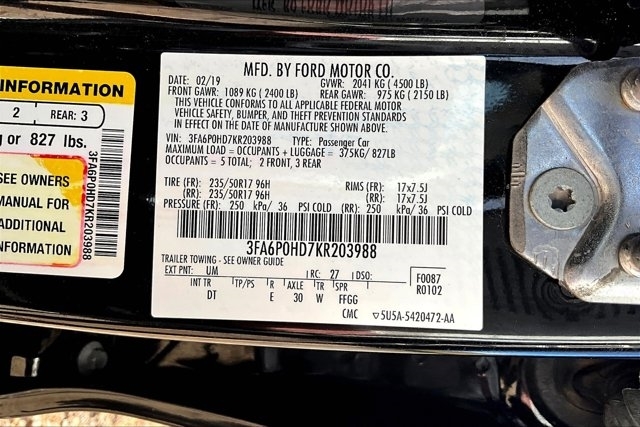 INFORMATION
2 REAR: 3
or 827 lbs.
SEE OWNERS
MANUAL FOR
ADDITIONAL
INFORMATION
3FA6P0HD7KR203988
MFD. BY FORD MOTOR CO.
DATE: 02/19 GVWR: 2041 KG ( 4500 LB)
FRONT GAWR: 1089 KG ( 2400 LB) REAR GAWR: 975 KG ( 2150 LB)
THIS VEHICLE CONFORMS TO ALL APPLICABLE FEDERAL MOTOR
VEHICLE SAFETY, BUMPER, AND THEFT PREVENTION STANDARDS
IN EFFECT ON THE DATE OF MANUFACTURE SHOWN ABOVE.
VIN: 3FA6P0HD7KR203988 TYPE: Passenger Car
MAXIMUM LOAD = OCCUPANTS + LUGGAGE = 375KG/827LB
OCCUPANTS = 5 TOTAL: 2 FRONT, 3 REAR
TIRE (FR): 235/50R17 96H RIMS (FR): 17x7.5J
(RR): 235/50R17 96H (RR): 17x7.5J
PRESSURE (FR): 250 kPa/ 36 PSI COLD (RR): 250 kPa/ 36 PSI COLD
3FA6P0HD7KR203988
TRAILER TOWING - SEE OWNER GUIDE
EXT PNT: UM RC: 27 DSO: F0087
INT TR TP/PS R AXLE TR SPR R0102
DT E 30 W FFGG
CMC ▽5U5A-5420472-AA